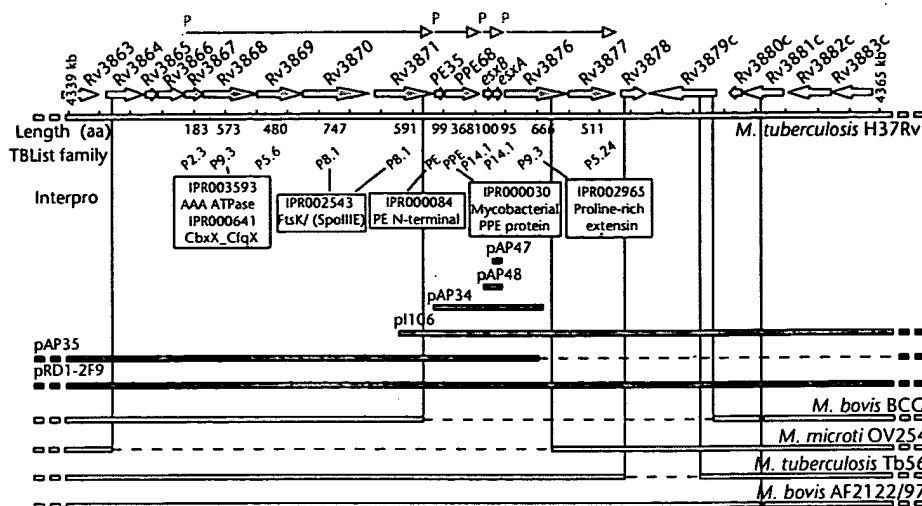 P P P P
Rv3863 Rv3864 Rv3865 Rv3866 Rv3867 Rv3868 Rv3869 Rv3870 Rv3871 PE35 PPE68 esxB esxA Rv3876 Rv3877 Rv3878 Rv3879c Rv3880c Rv3881c Rv3882c Rv3883c
4339 kb 4365 kb
Length (aa) 183 573 480 747 591 99 368 100 95 666 511 M. tuberculosis H37Rv
TBList family P2.3 P9.3 P5.6 P8.1 P8.1 PE PPE P14.1 P14.1 P9.3 P5.24
Interpro
IPR003593
AAA ATPase
IPR000641
CbxX_CfqX
IPR002543
FtsK/ (SpoIIIE)
IPR000084
PE N-terminal
IPR000030
Mycobacterial
PPE protein
IPR002965
Proline-rich
extensin
pAP47
pAP48
pAP34
pI106
pAP35
pRD1-2F9
M. bovis BCG
M. microti OV254
M. tuberculosis Tb56
M. bovis AF2122/97